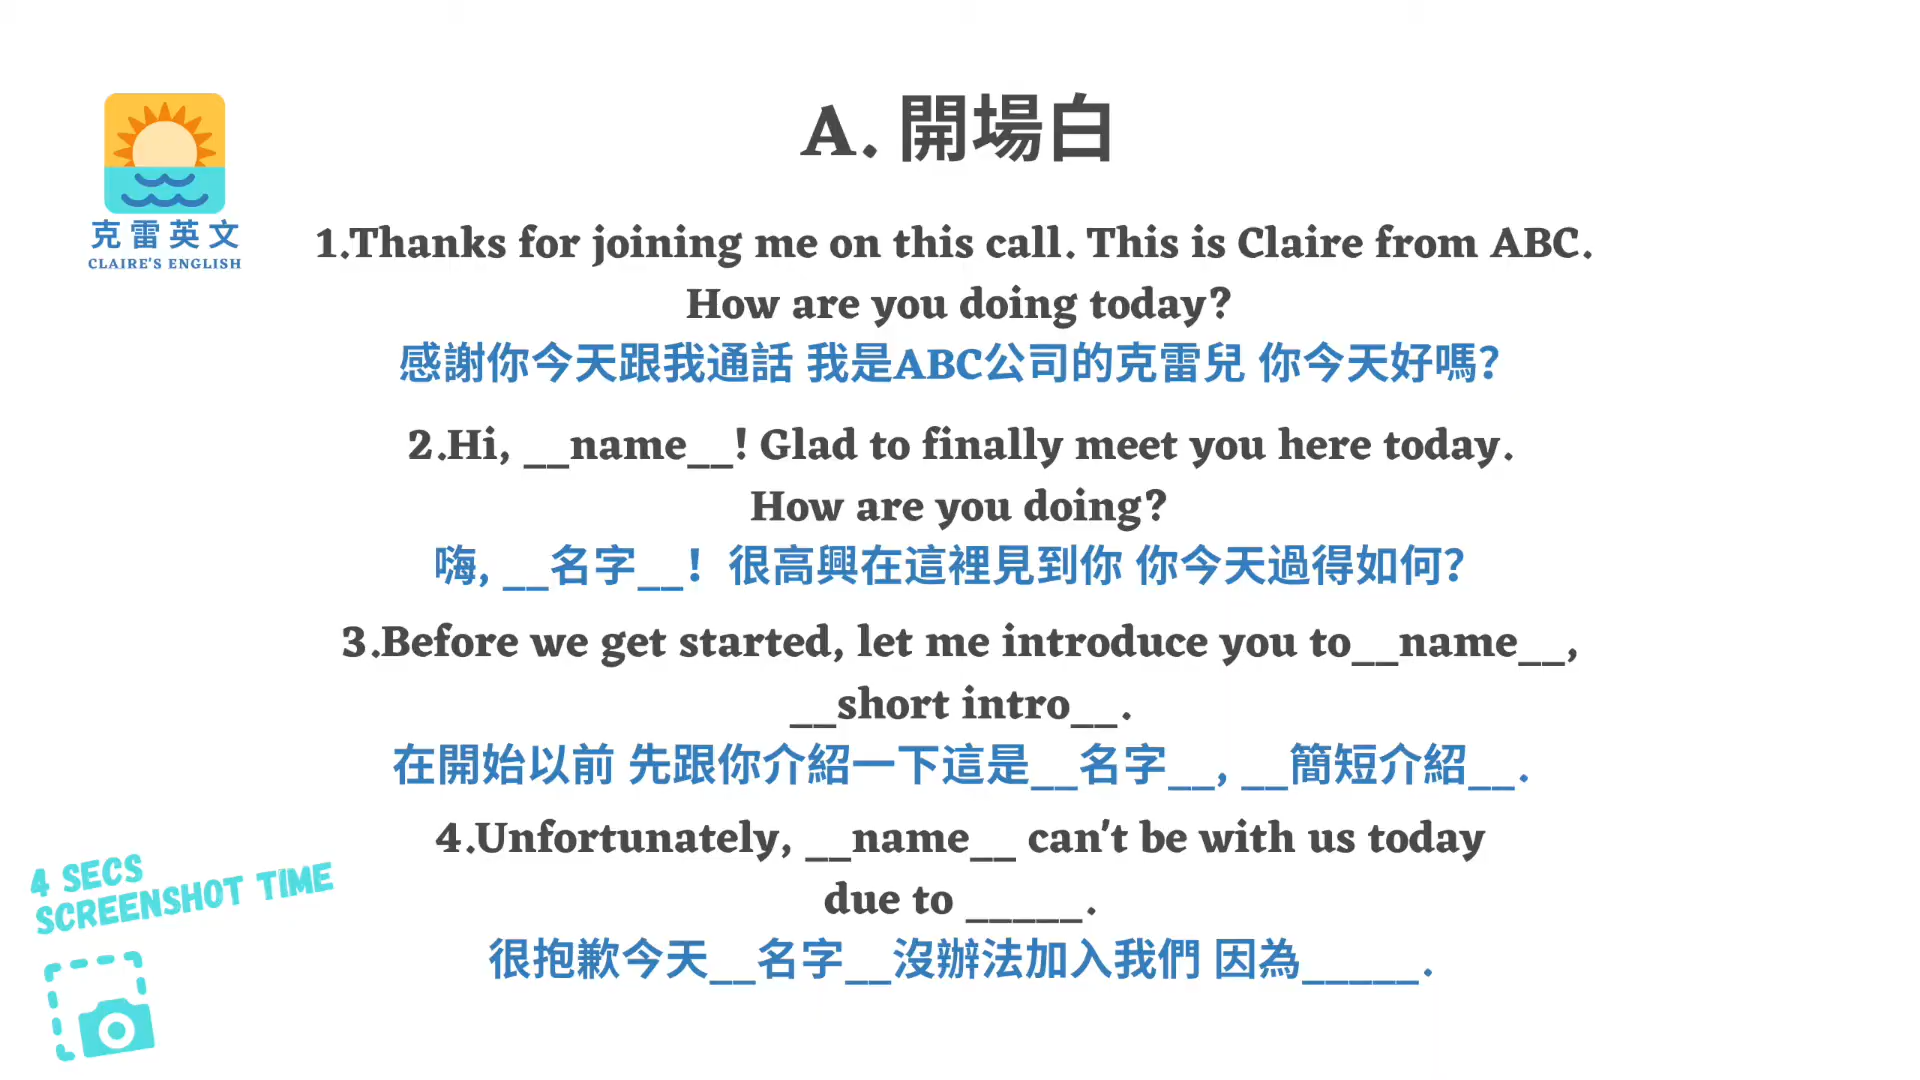 A. 開場白
克雷英文
CLAIRE'S ENGLISH
1.Thanks for joining me on this call. This is Claire from ABC.
How are you doing today?
感謝你今天跟我通話 我是ABC公司的克雷兒 你今天好嗎?
2.Hi, __name__! Glad to finally meet you here today.
How are you doing?
嗨, __名字__! 很高興在這裡見到你 你今天過得如何?
3.Before we get started, let me introduce you to__name__,
__short intro__.
在開始以前 先跟你介紹一下這是__名字__, __簡短介紹__.
4.Unfortunately, __name__ can't be with us today
due to _____.
很抱歉今天__名字__沒辦法加入我們 因為_____.
4 SECS
SCREENSHOT TIME